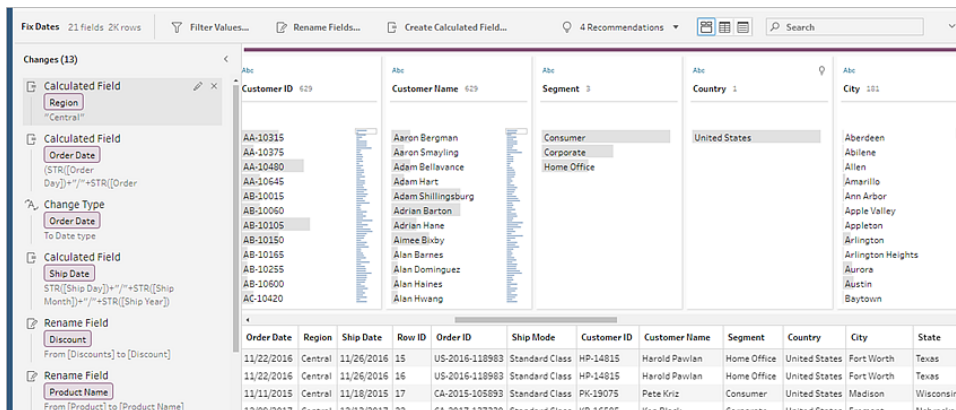 Fix Dates 21 fields 2K rows Filter Values... Rename Fields... Create Calculated Field... 4 Recommendations Search
Changes (13)
Calculated Field
Region
"Central"
Calculated Field
Order Date
(STR([Order
Day])+"/"+STR([Order
Change Type
Order Date
To Date type
Calculated Field
Ship Date
STR([Ship Day])+"/"+STR([Ship
Month])+"/"+STR([Ship Year])
Rename Field
Discount
From [Discounts] to [Discount]
Rename Field
Product Name
From [Product] to [Product Name]
Abc
Customer ID 629
AA-10315
AA-10375
AA-10480
AA-10645
AB-10015
AB-10060
AB-10105
AB-10150
AB-10165
AB-10255
AB-10600
AC-10420
Abc
Customer Name 629
Aaron Bergman
Aaron Smayling
Adam Bellavance
Adam Hart
Adam Shillingsburg
Adrian Barton
Adrian Hane
Aimee Bixby
Alan Barnes
Alan Dominguez
Alan Haines
Alan Hwang
Abc
Segment 3
Consumer
Corporate
Home Office
Abc
Country 1
United States
Abc
City 181
Aberdeen
Abilene
Allen
Amarillo
Ann Arbor
Apple Valley
Appleton
Arlington
Arlington Heights
Aurora
Austin
Baytown
Order Date Region Ship Date Row ID Order ID Ship Mode Customer ID Customer Name Segment Country City State
11/22/2016 Central 11/26/2016 15 US-2016-118983 Standard Class HP-14815 Harold Pawlan Home Office United States Fort Worth Texas
11/22/2016 Central 11/26/2016 16 US-2016-118983 Standard Class HP-14815 Harold Pawlan Home Office United States Fort Worth Texas
11/11/2015 Central 11/18/2015 17 CA-2015-105893 Standard Class PK-19075 Pete Kriz Consumer United States Madison Wisconsin